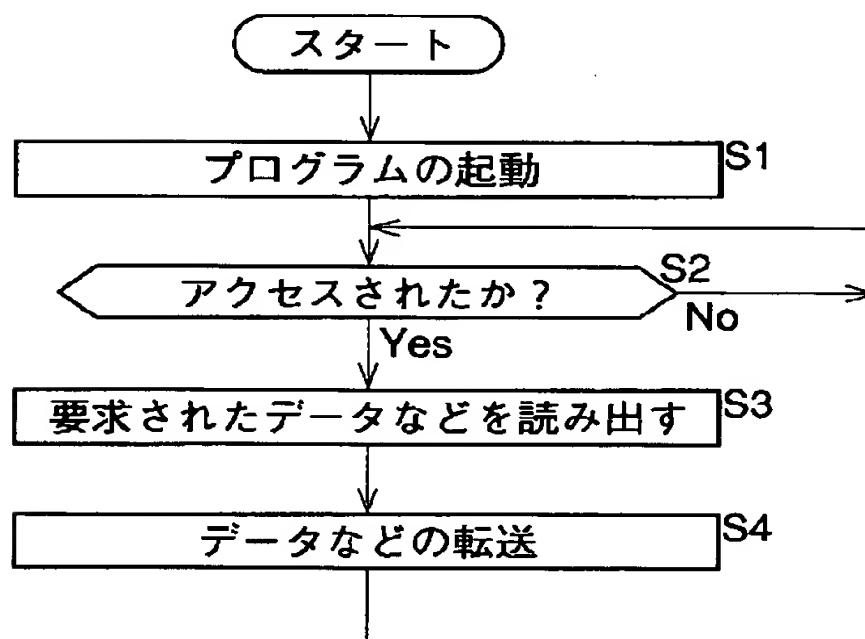 スタート
プログラムの起動 S1
アクセスされたか？ S2
No
Yes
要求されたデータなどを読み出す S3
データなどの転送 S4